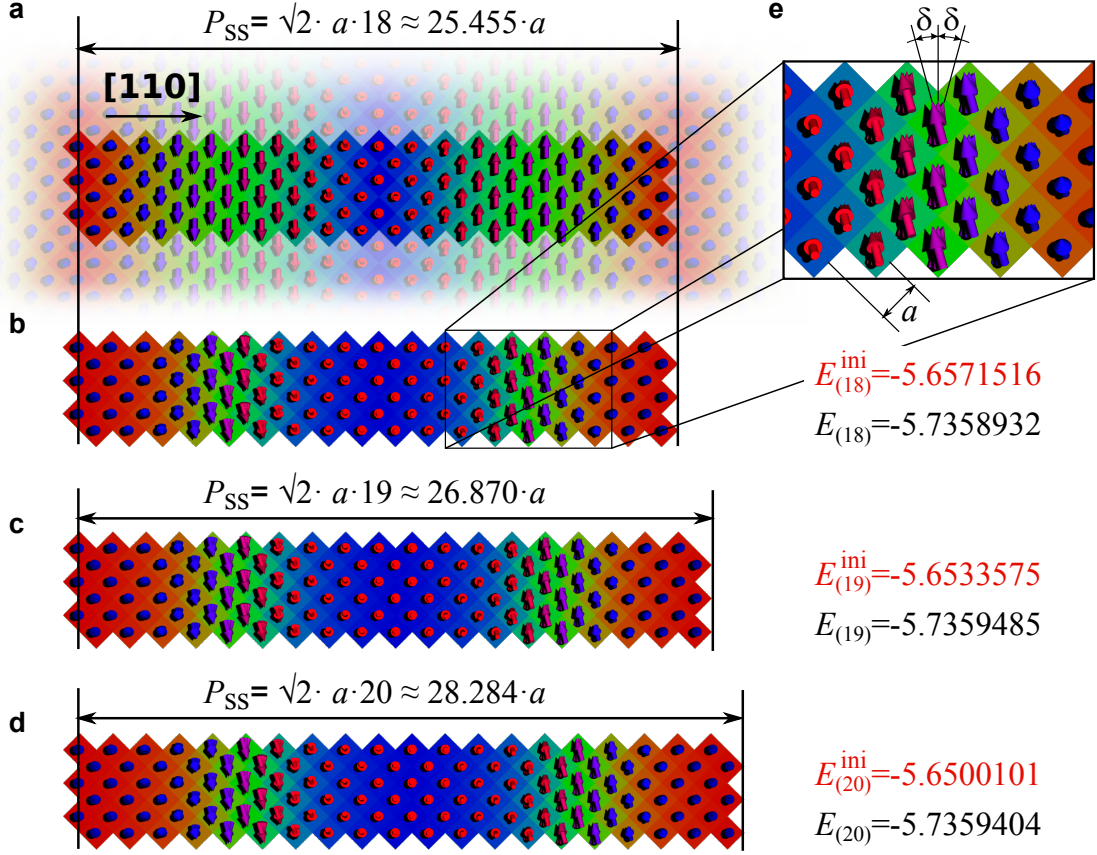 a
P_SS = √2· a·18 ≈ 25.455·a
[110]
e
δ δ
a
b
E^ini_(18)=-5.6571516
E_(18)=-5.7358932
c
P_SS = √2· a·19 ≈ 26.870·a
E^ini_(19)=-5.6533575
E_(19)=-5.7359485
d
P_SS = √2· a·20 ≈ 28.284·a
E^ini_(20)=-5.6500101
E_(20)=-5.7359404